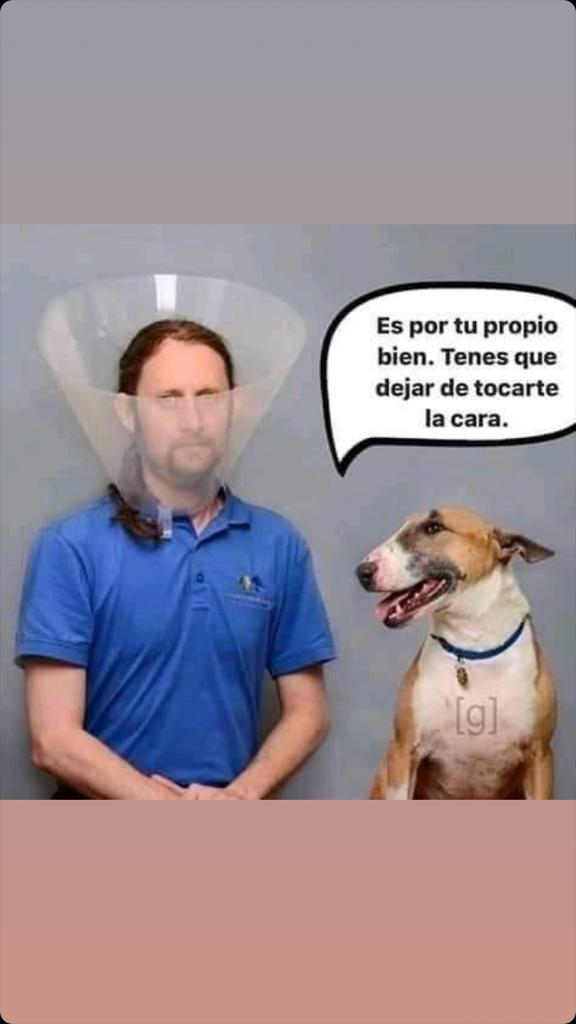 Es por tu propio
bien. Tenes que
dejar de tocarte
la cara.
[g]